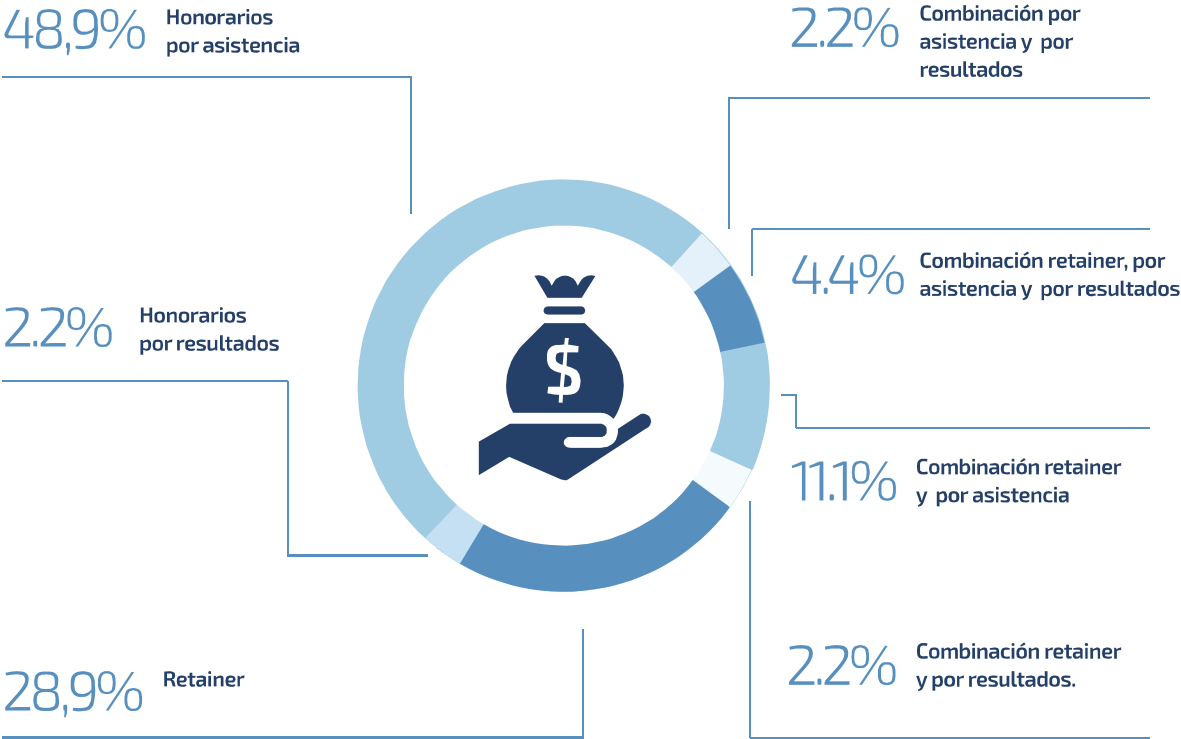 48,9%
Honorarios
por asistencia
2.2%
Combinación por
asistencia y por
resultados
4.4%
Combinación retainer, por
asistencia y por resultados
2.2%
Honorarios
por resultados
$
11.1%
Combinación retainer
y por asistencia
28,9%
Retainer
2.2%
Combinación retainer
y por resultados.